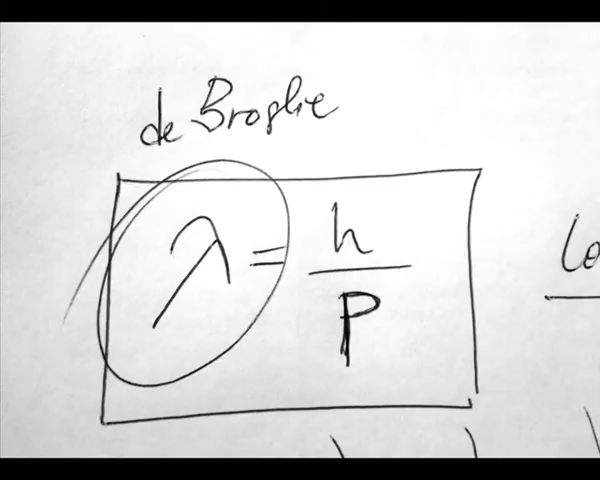 de Broglie
λ = h / P